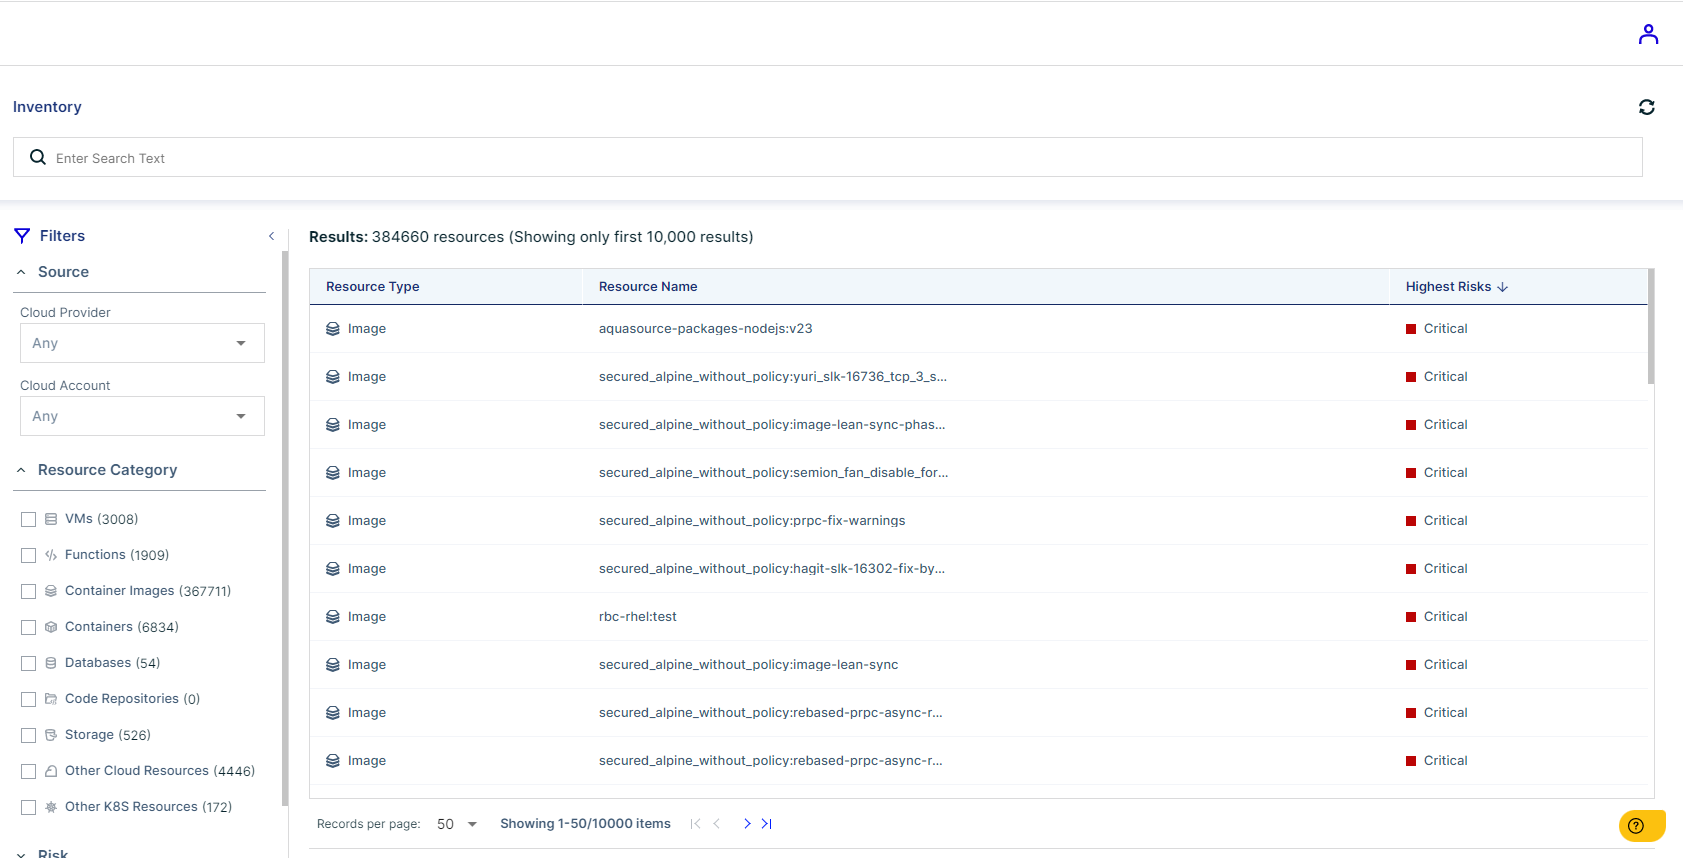 Inventory
Enter Search Text
Filters
Source
Cloud Provider
Any
Cloud Account
Any
Resource Category
VMs (3008)
Functions (1909)
Container Images (367711)
Containers (6834)
Databases (54)
Code Repositories (0)
Storage (526)
Other Cloud Resources (4446)
Other K8S Resources (172)
Risk
Results: 384660 resources (Showing only first 10,000 results)
Resource Type Resource Name Highest Risks
Image aquasource-packages-nodejs:v23 Critical
Image secured_alpine_without_policy:yuri_slk-16736_tcp_3_s... Critical
Image secured_alpine_without_policy:image-lean-sync-phas... Critical
Image secured_alpine_without_policy:semion_fan_disable_for... Critical
Image secured_alpine_without_policy:prpc-fix-warnings Critical
Image secured_alpine_without_policy:hagit-slk-16302-fix-by... Critical
Image rbc-rhel:test Critical
Image secured_alpine_without_policy:image-lean-sync Critical
Image secured_alpine_without_policy:rebased-prpc-async-r... Critical
Image secured_alpine_without_policy:rebased-prpc-async-r... Critical
Records per page: 50 Showing 1-50/10000 items